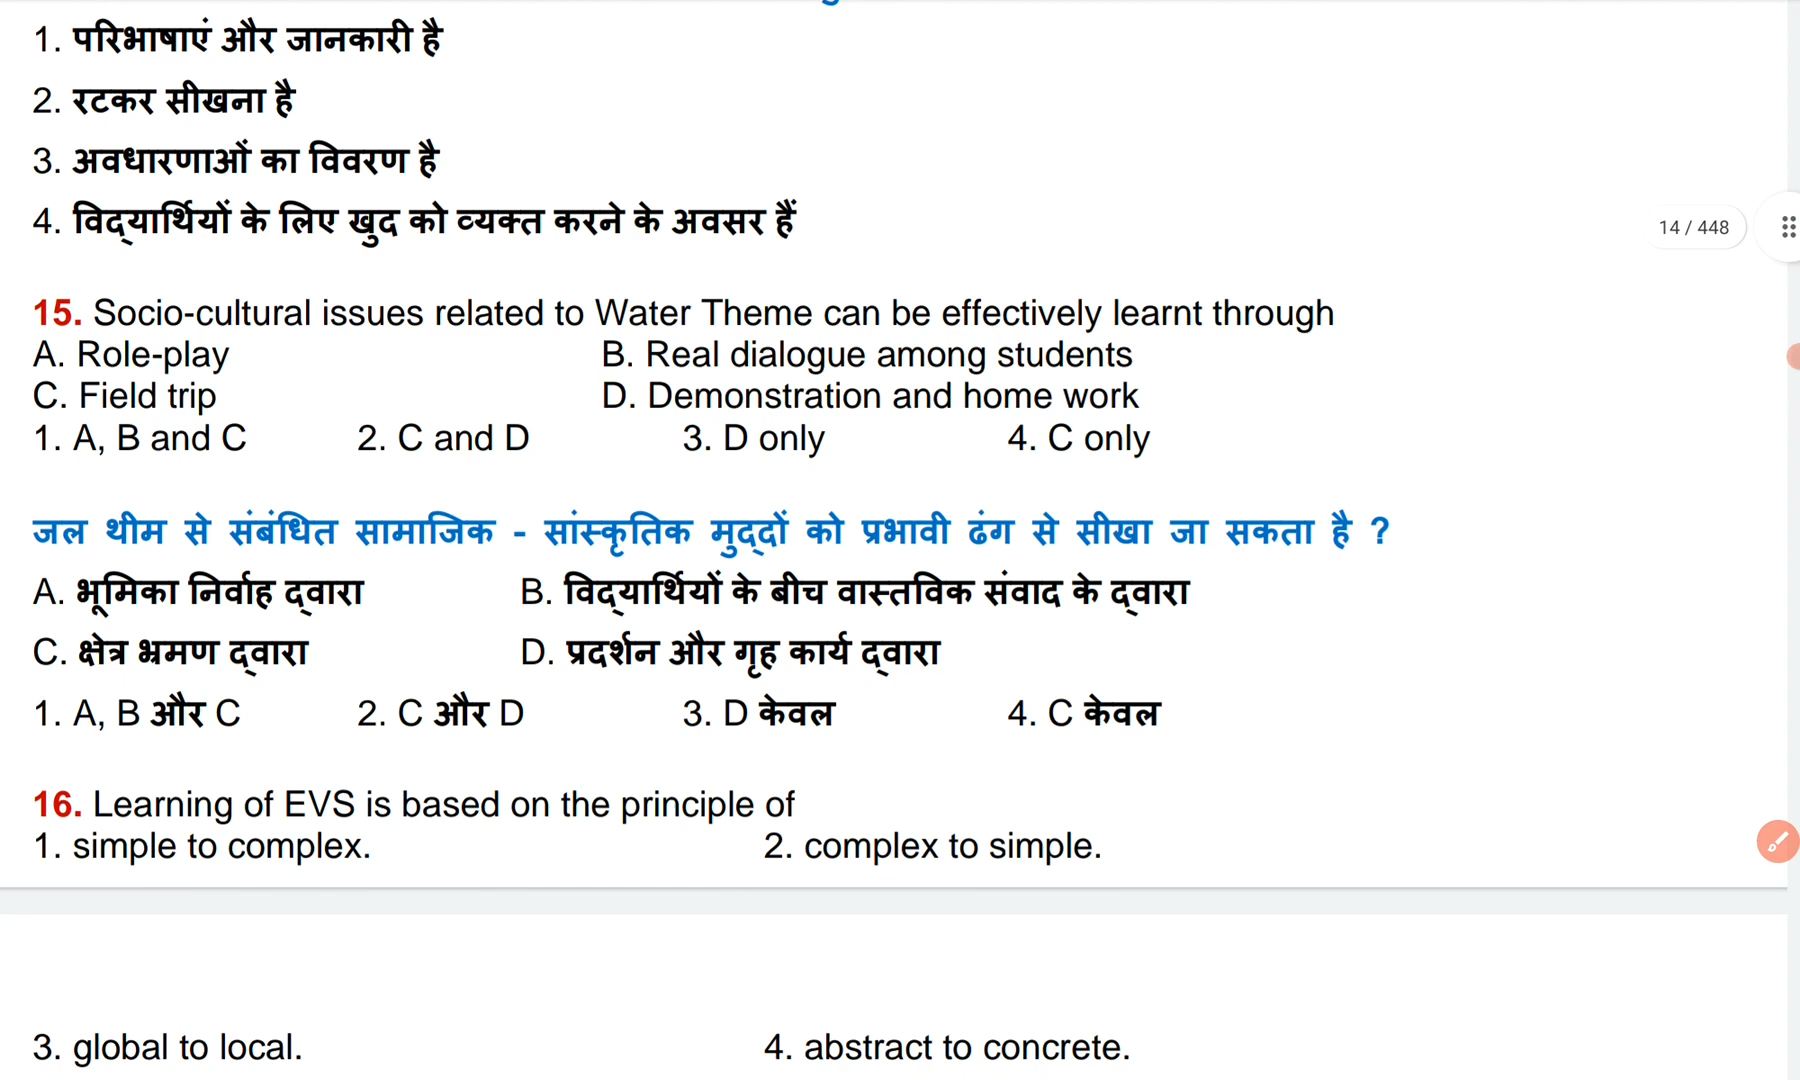 1. परिभाषाएं और जानकारी है
2. रटकर सीखना है
3. अवधारणाओं का विवरण है
4. विद्यार्थियों के लिए खुद को व्यक्त करने के अवसर हैं
14 / 448
15. Socio-cultural issues related to Water Theme can be effectively learnt through
A. Role-play B. Real dialogue among students
C. Field trip D. Demonstration and home work
1. A, B and C 2. C and D 3. D only 4. C only
जल थीम से संबंधित सामाजिक - सांस्कृतिक मुद्दों को प्रभावी ढंग से सीखा जा सकता है ?
A. भूमिका निर्वाह द्वारा B. विद्यार्थियों के बीच वास्तविक संवाद के द्वारा
C. क्षेत्र भ्रमण द्वारा D. प्रदर्शन और गृह कार्य द्वारा
1. A, B और C 2. C और D 3. D केवल 4. C केवल
16. Learning of EVS is based on the principle of
1. simple to complex. 2. complex to simple.
3. global to local. 4. abstract to concrete.